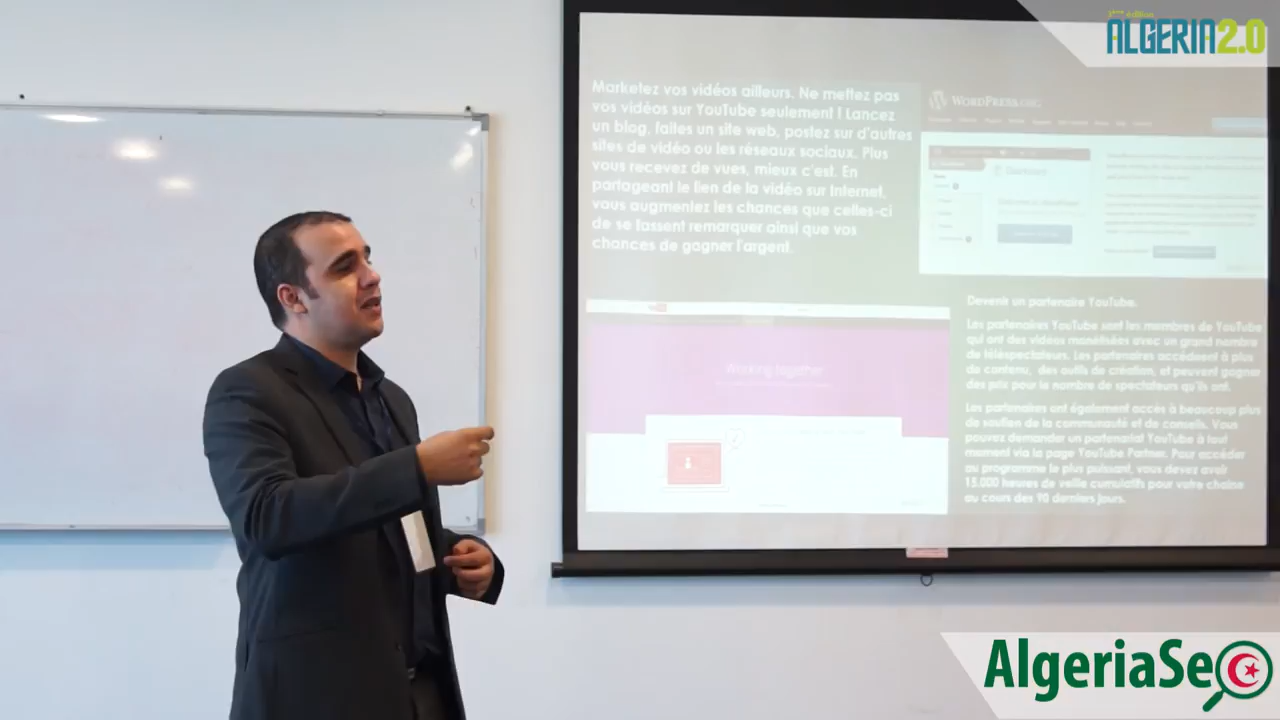 3ème édition
ALGERIA2.0
Marketez vos vidéos ailleurs. Ne mettez pas
vos vidéos sur YouTube seulement ! Lancez
un blog, faites un site web, postez sur d'autres
sites de vidéo ou les réseaux sociaux. Plus
vous recevez de vues, mieux c'est. En
partageant le lien de la vidéo sur Internet,
vous augmentez les chances que celles-ci
de se fassent remarquer ainsi que vos
chances de gagner l'argent.
WORDPRESS.ORG
Working together
Devenir un partenaire YouTube.
Les partenaires YouTube sont les membres de YouTube
qui ont des vidéos monétisées avec un grand nombre
de téléspectateurs. Les partenaires accèdent à plus
de contenu, des outils de création, et peuvent gagner
des prix pour le nombre de spectateurs qu'ils ont.
Les partenaires ont également accès à beaucoup plus
de soutien de la communauté et de conseils. Vous
pouvez demander un partenariat YouTube à tout
moment via la page YouTube Partner. Pour accéder
au programme le plus puissant, vous devez avoir
15.000 heures de veille cumulatifs pour votre chaîne
au cours des 90 derniers jours.
AlgeriaSeo